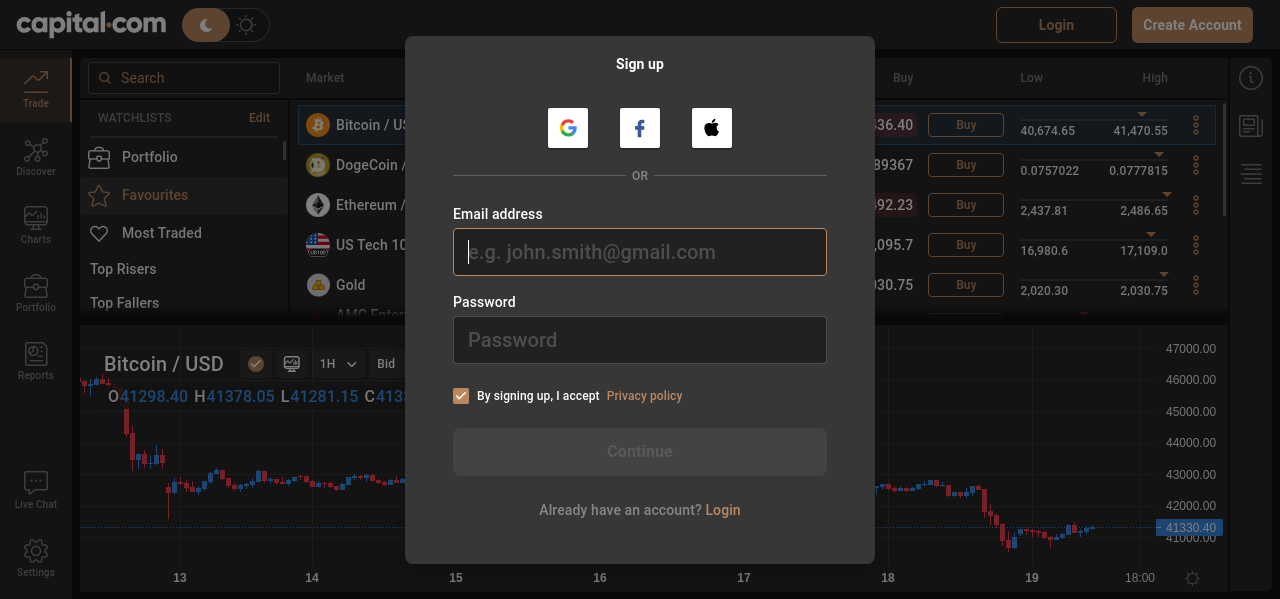 capital.com
Login
Create Account
Sign up
Trade
Search
Market
Buy
Low
High
WATCHLISTS
Edit
Bitcoin / US
36.40
Buy
40,674.65
41,470.55
Discover
Portfolio
DogeCoin /
89367
Buy
0.0757022
0.0777815
OR
Favourites
Ethereum /
92.23
Buy
2,437.81
2,486.65
Email address
Charts
Most Traded
US Tech 10
,095.7
Buy
16,980.6
17,109.0
e.g. john.smith@gmail.com
Top Risers
Gold
30.75
Buy
2,020.30
2,030.75
Portfolio
Top Fallers
Password
Password
Reports
Bitcoin / USD
1H
Bid
O41298.40 H41378.05 L41281.15 C413
By signing up, I accept Privacy policy
Continue
Already have an account? Login
Live Chat
Settings
47000.00
46000.00
45000.00
44000.00
43000.00
42000.00
41330.40
41000.00
13
14
15
16
17
18
19
18:00